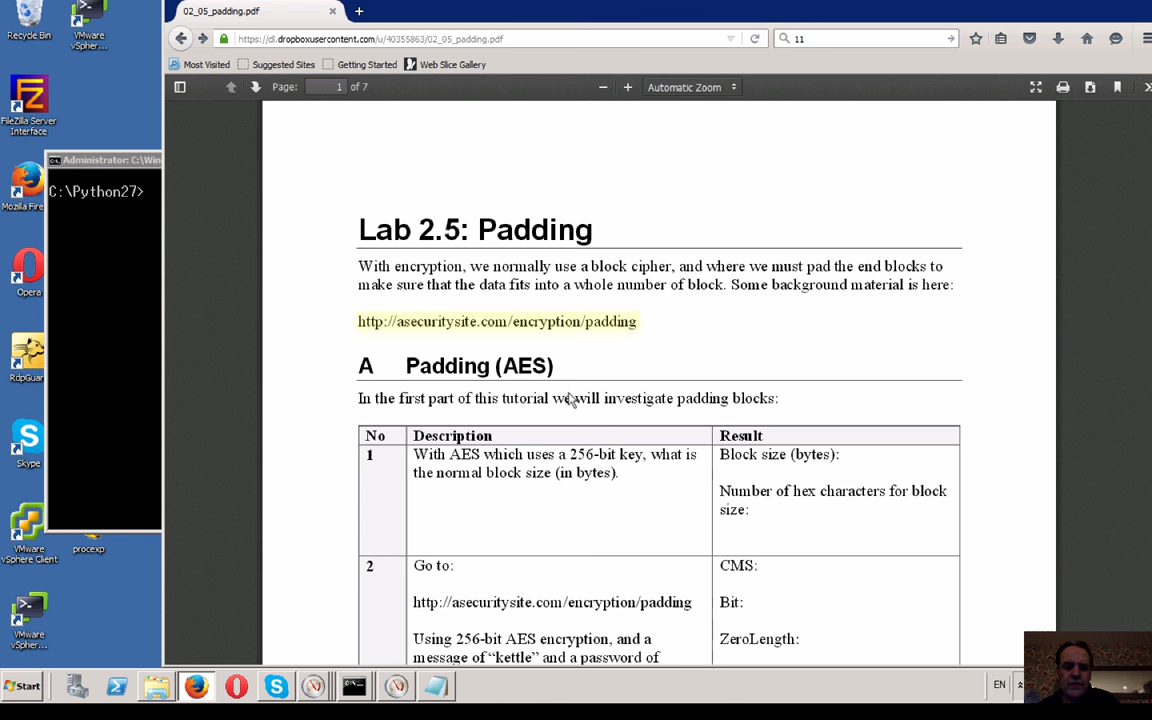 02_05_padding.pdf
https://dl.dropboxusercontent.com/u/40355863/02_05_padding.pdf
11
Most Visited
Suggested Sites
Getting Started
Web Slice Gallery
Page:
1
of 7
Automatic Zoom
Recycle Bin
VMware
vSpher...
FileZilla Server
Interface
Mozilla Fire
Opera
RdpGuar
Skype
VMware
vSphere Client
procexp
VMware
vSpher...
Administrator: C:\Win
C:\Python27>
Lab 2.5: Padding
With encryption, we normally use a block cipher, and where we must pad the end blocks to
make sure that the data fits into a whole number of block. Some background material is here:
http://asecuritysite.com/encryption/padding
A Padding (AES)
In the first part of this tutorial we will investigate padding blocks:
No Description Result
1 With AES which uses a 256-bit key, what is
the normal block size (in bytes).
Block size (bytes):
Number of hex characters for block
size:
2 Go to:
http://asecuritysite.com/encryption/padding
Using 256-bit AES encryption, and a
message of “kettle” and a password of
CMS:
Bit:
ZeroLength:
Start
EN